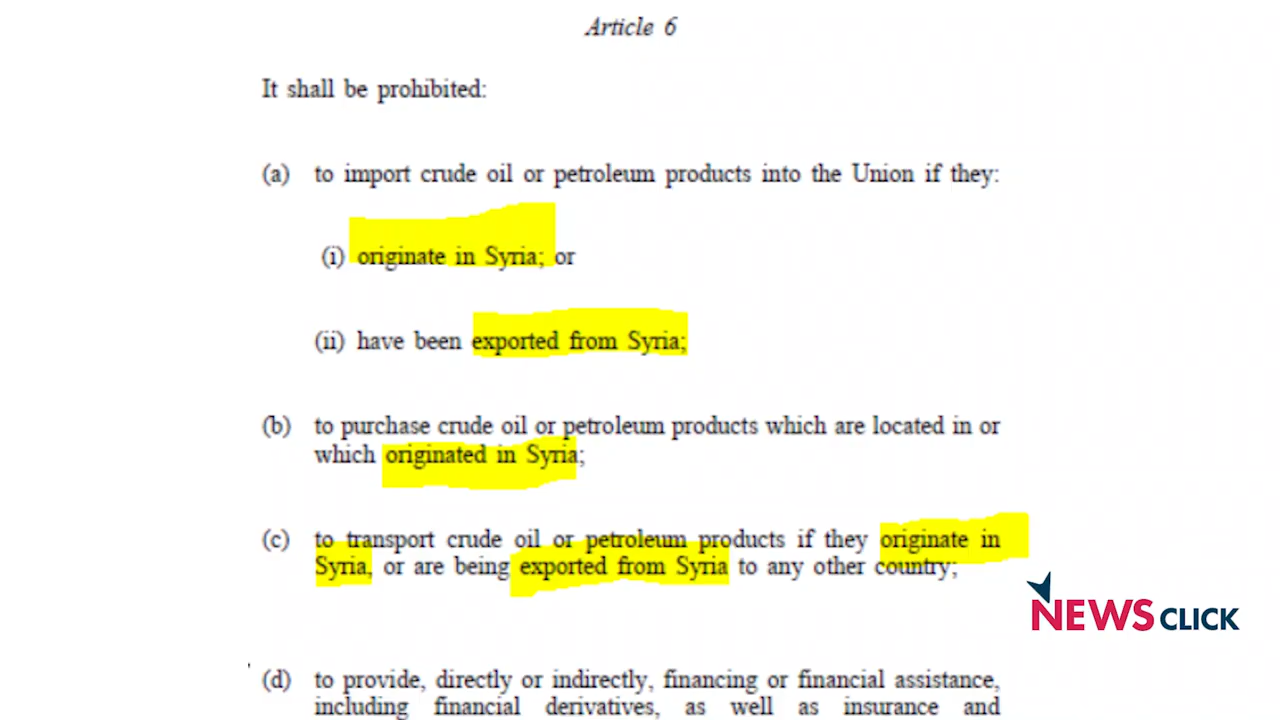 Article 6
It shall be prohibited:
(a) to import crude oil or petroleum products into the Union if they:
(i) originate in Syria; or
(ii) have been exported from Syria;
(b) to purchase crude oil or petroleum products which are located in or
which originated in Syria;
(c) to transport crude oil or petroleum products if they originate in
Syria, or are being exported from Syria to any other country;
NEWSCLICK
(d) to provide, directly or indirectly, financing or financial assistance,
including financial derivatives, as well as insurance and